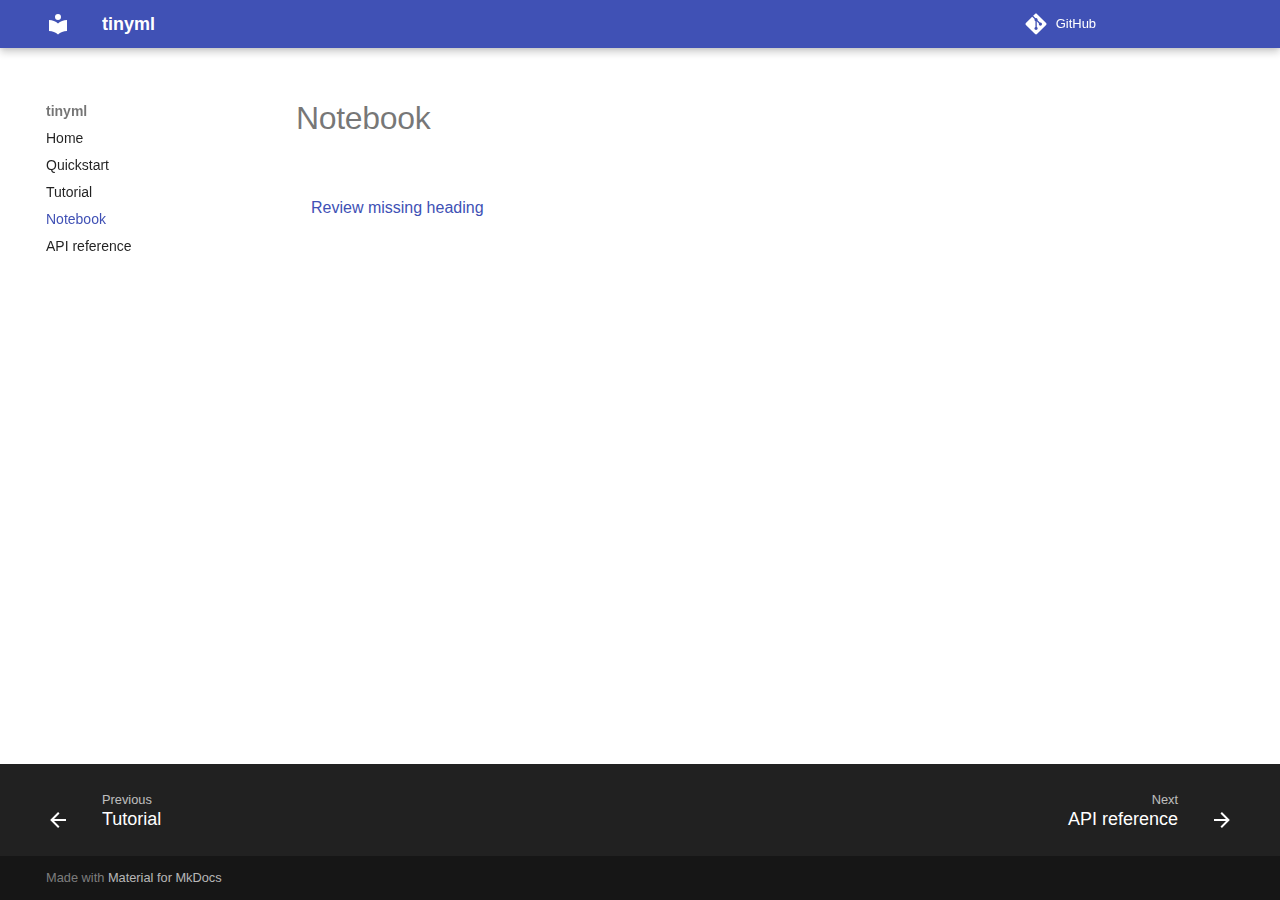 tinyml
GitHub
tinyml
Home
Quickstart
Tutorial
Notebook
API reference
Notebook
Review missing heading
Previous
Tutorial
Next
API reference
Made with Material for MkDocs